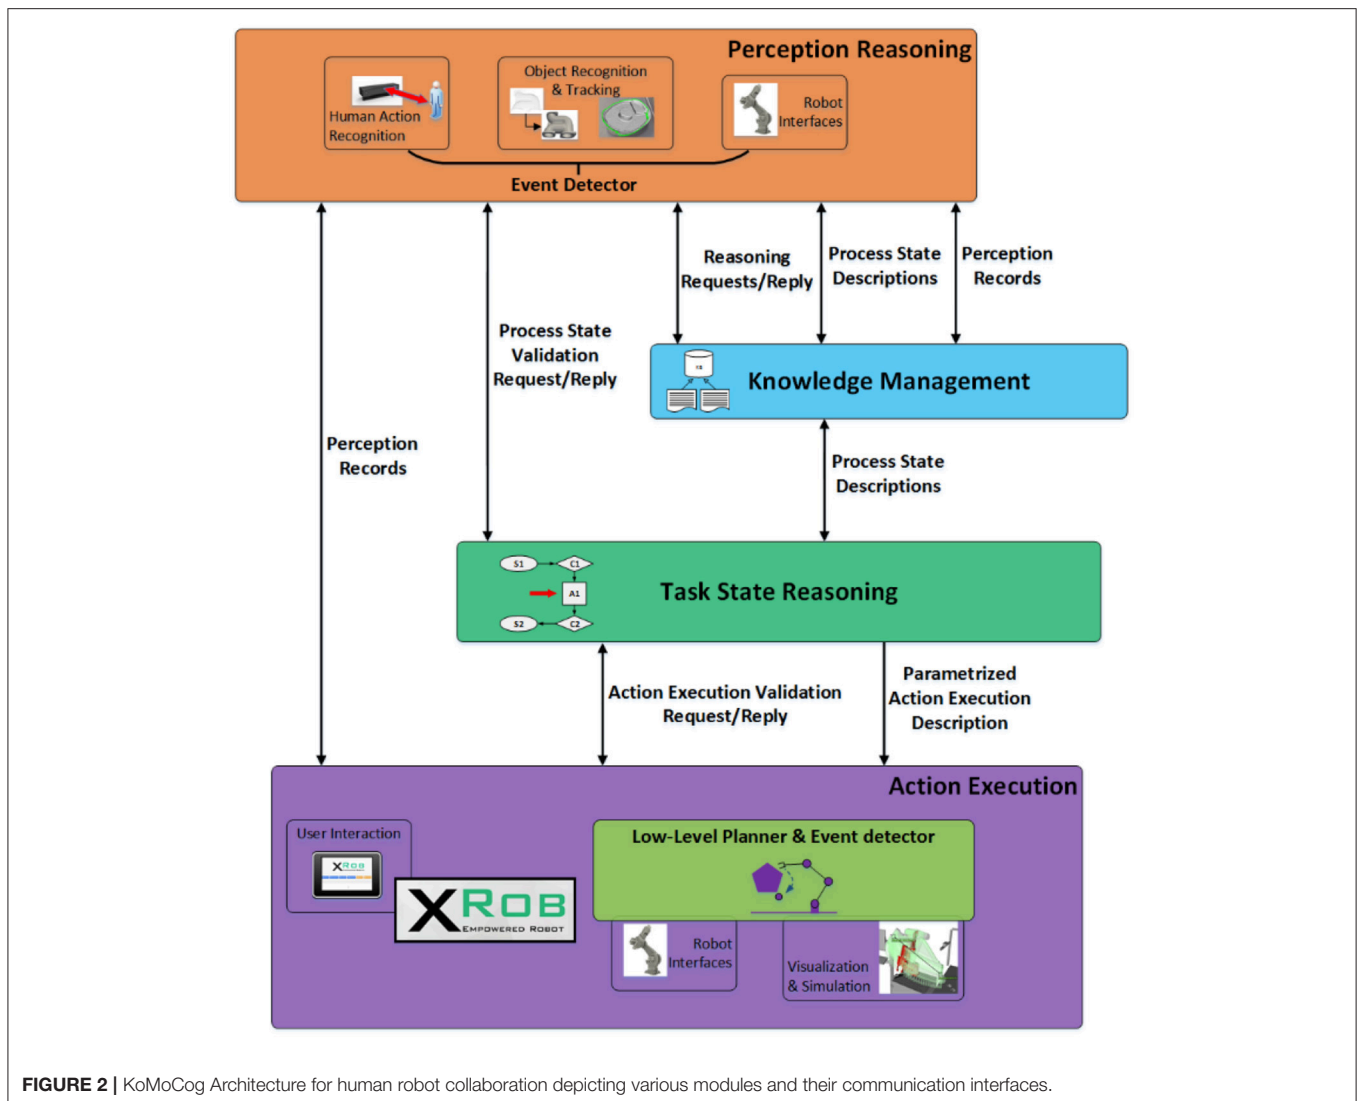 Perception Reasoning
Human Action
Recognition
Object Recognition
& Tracking
Robot
Interfaces
Event Detector
Reasoning
Requests/Reply
Process State
Descriptions
Perception
Records
Process State
Validation
Request/Reply
Knowledge Management
Perception
Records
Process State
Descriptions
S1
C1
A1
S2
C2
Task State Reasoning
Action Execution Validation
Request/Reply
Parametrized
Action Execution
Description
Action Execution
User Interaction
XROB
XROB
EMPOWERED ROBOT
Low-Level Planner & Event detector
Robot
Interfaces
Visualization
& Simulation
FIGURE 2 | KoMoCog Architecture for human robot collaboration depicting various modules and their communication interfaces.